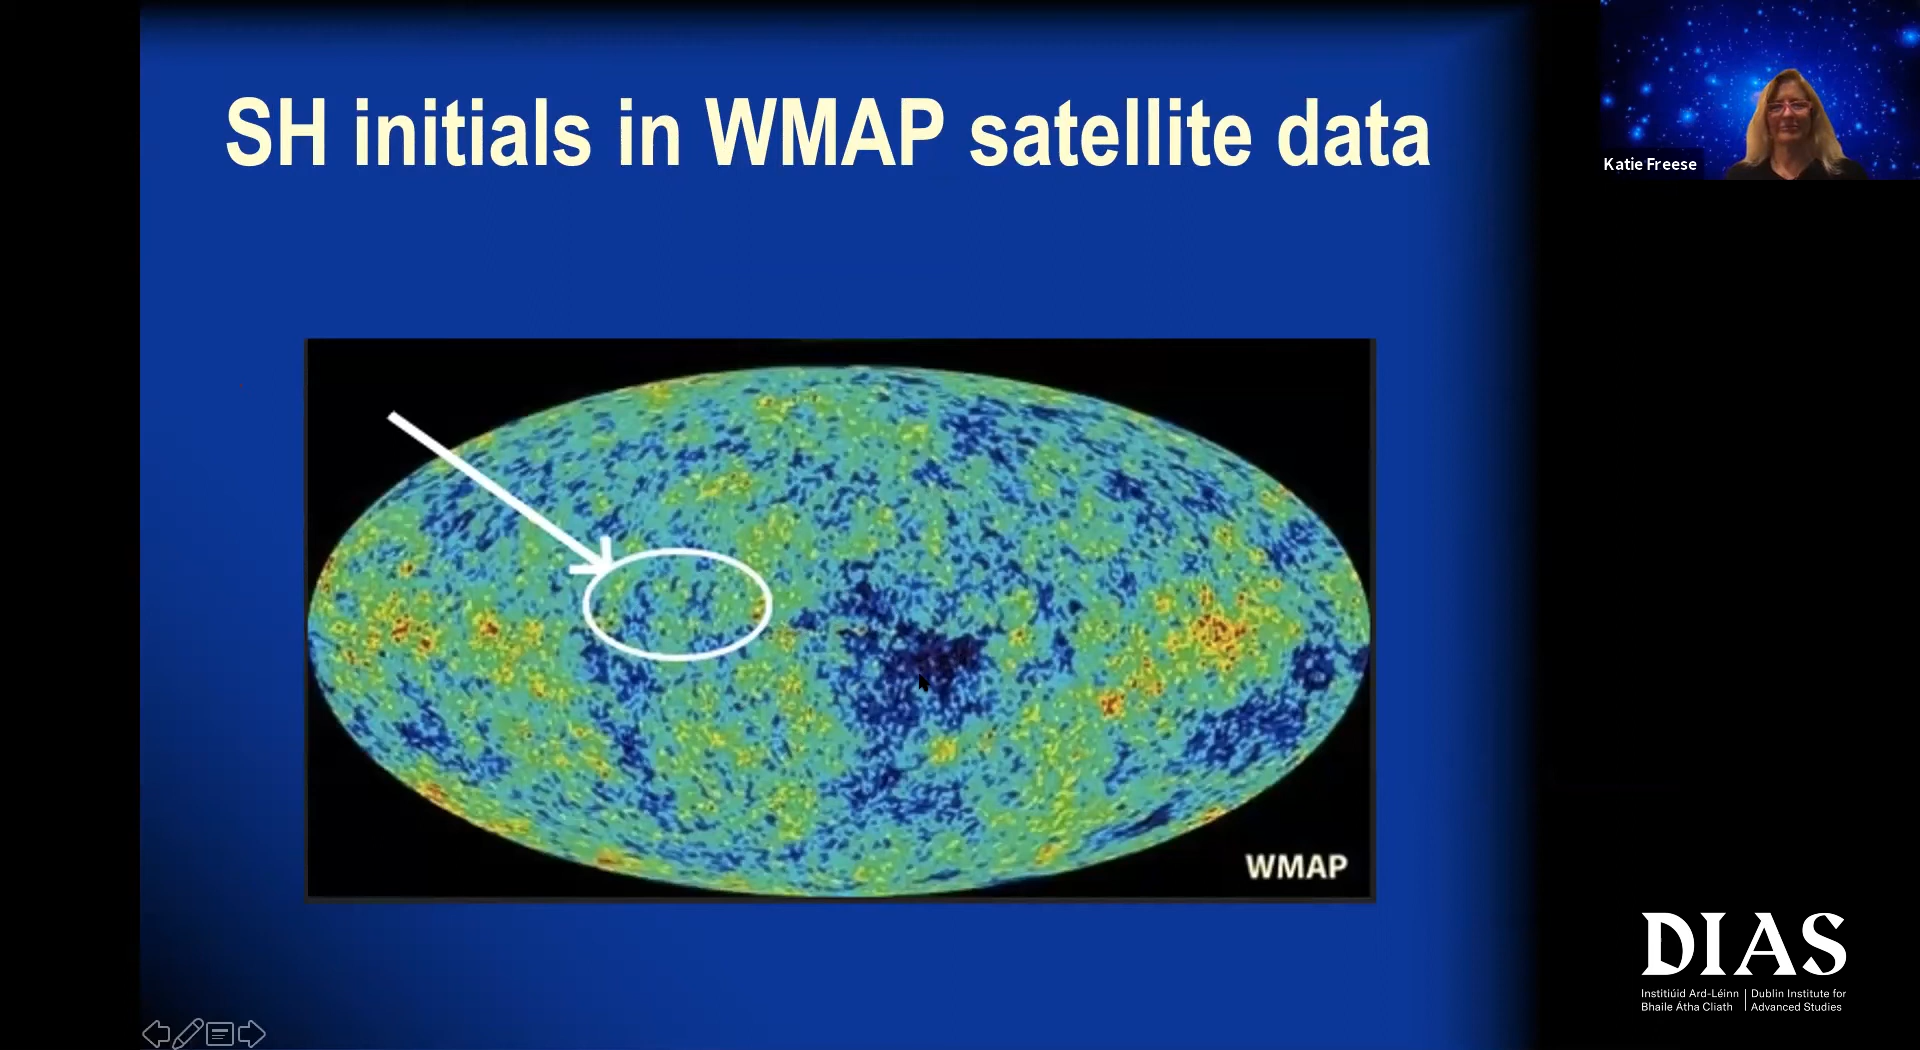 SH initials in WMAP satellite data
Katie Freese
WMAP
DIAS
Institiúid Ard-Léinn
Bhaile Átha Cliath
Dublin Institute for
Advanced Studies